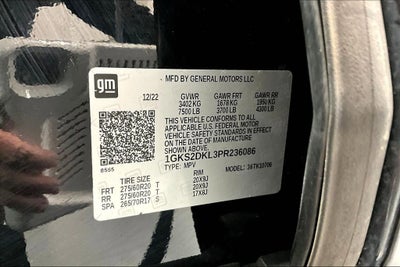 gm
MFD BY GENERAL MOTORS LLC
12/22 GVWR GAWR FRT GAWR RR
3402 KG 1678 KG 1950 KG
7500 LB 3700 LB 4300 LB
THIS VEHICLE CONFORMS TO ALL
APPLICABLE U.S. FEDERAL MOTOR
VEHICLE SAFETY STANDARDS IN EFFECT
ON THE DATE OF MANUFACTURE
SHOWN ABOVE.
1GKS2DKL3PR236086
TYPE: MPV MODEL:
TIRE SIZE RIM
FRT 275/60R20 T 20X9J
RR 275/60R20 T 20X9J
SPA 265/70R17 S 17X8J